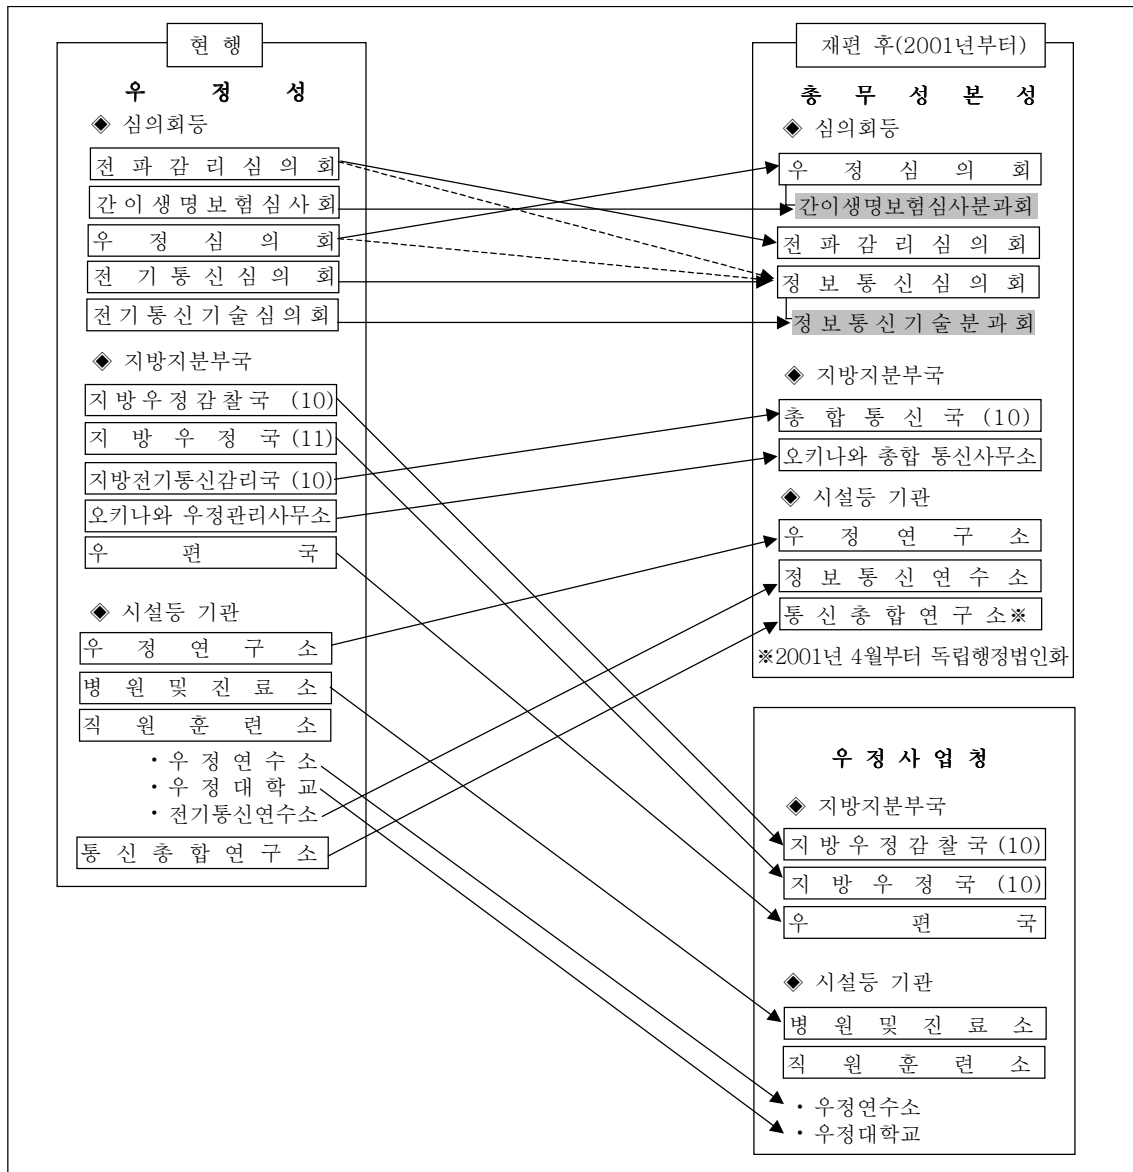 현 행
우 정 성
◈ 심의회등
전 파 감 리 심 의 회
간 이 생 명 보 험 심 사 회
우 정 심 의 회
전 기 통 신 심 의 회
전 기 통 신 기 술 심 의 회
◈ 지방지분부국
지 방 우 정 감 찰 국 (10)
지 방 우 정 국 (11)
지방전기통신감리국 (10)
오키나와 우정관리사무소
우 편 국
◈ 시설등 기관
우 정 연 구 소
병 원 및 진 료 소
직 원 훈 련 소
· 우 정 연 수 소
· 우 정 대 학 교
· 전기통신연수소
통 신 총 합 연 구 소
재편 후(2001년부터)
총 무 성 본 성
◈ 심의회등
우 정 심 의 회
간이생명보험심사분과회
전 파 감 리 심 의 회
정 보 통 신 심 의 회
정 보 통 신 기 술 분 과 회
◈ 지방지분부국
총 합 통 신 국 (10)
오키나와 총합 통신사무소
◈ 시설등 기관
우 정 연 구 소
정 보 통 신 연 수 소
통 신 총 합 연 구 소※
※2001년 4월부터 독립행정법인화
우 정 사 업 청
◈ 지방지분부국
지 방 우 정 감 찰 국 (10)
지 방 우 정 국 (10)
우 편 국
◈ 시설등 기관
병 원 및 진 료 소
직 원 훈 련 소
· 우정연수소
· 우정대학교